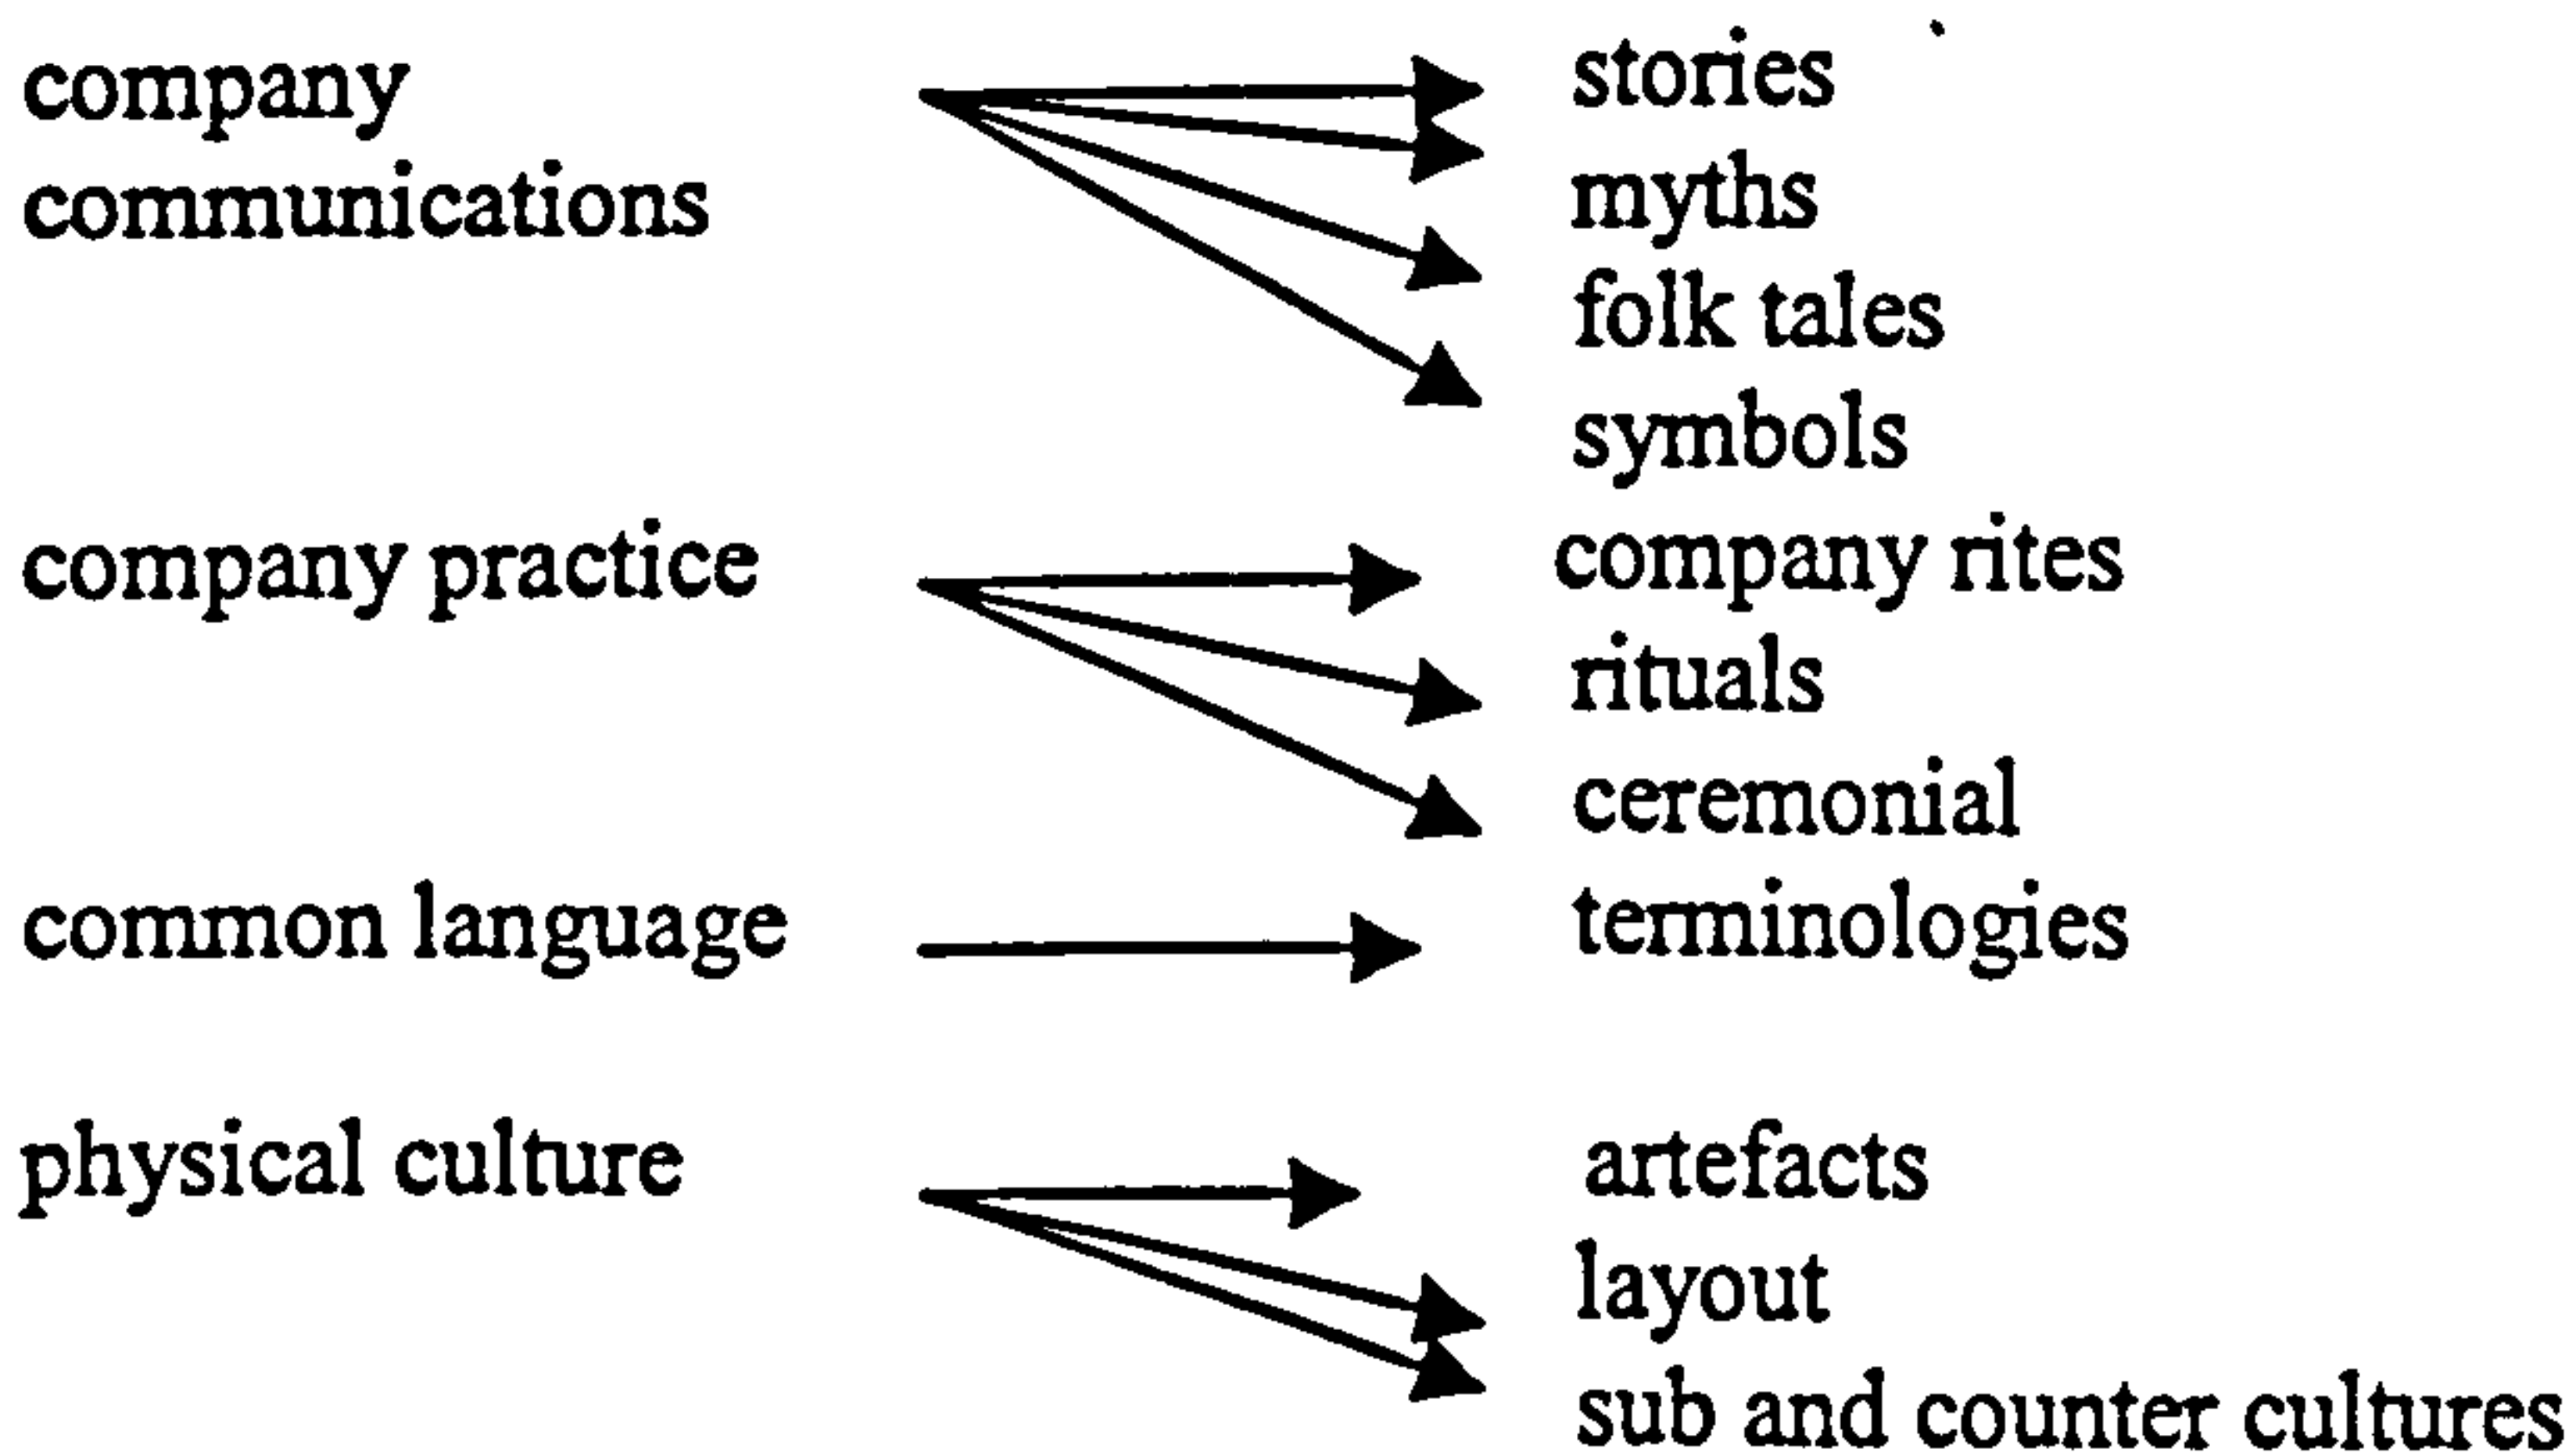 company
communications
stories
myths
folk tales
symbols
company practice
company rites
rituals
ceremonial
common language
terminologies
physical culture
artefacts
layout
sub and counter cultures